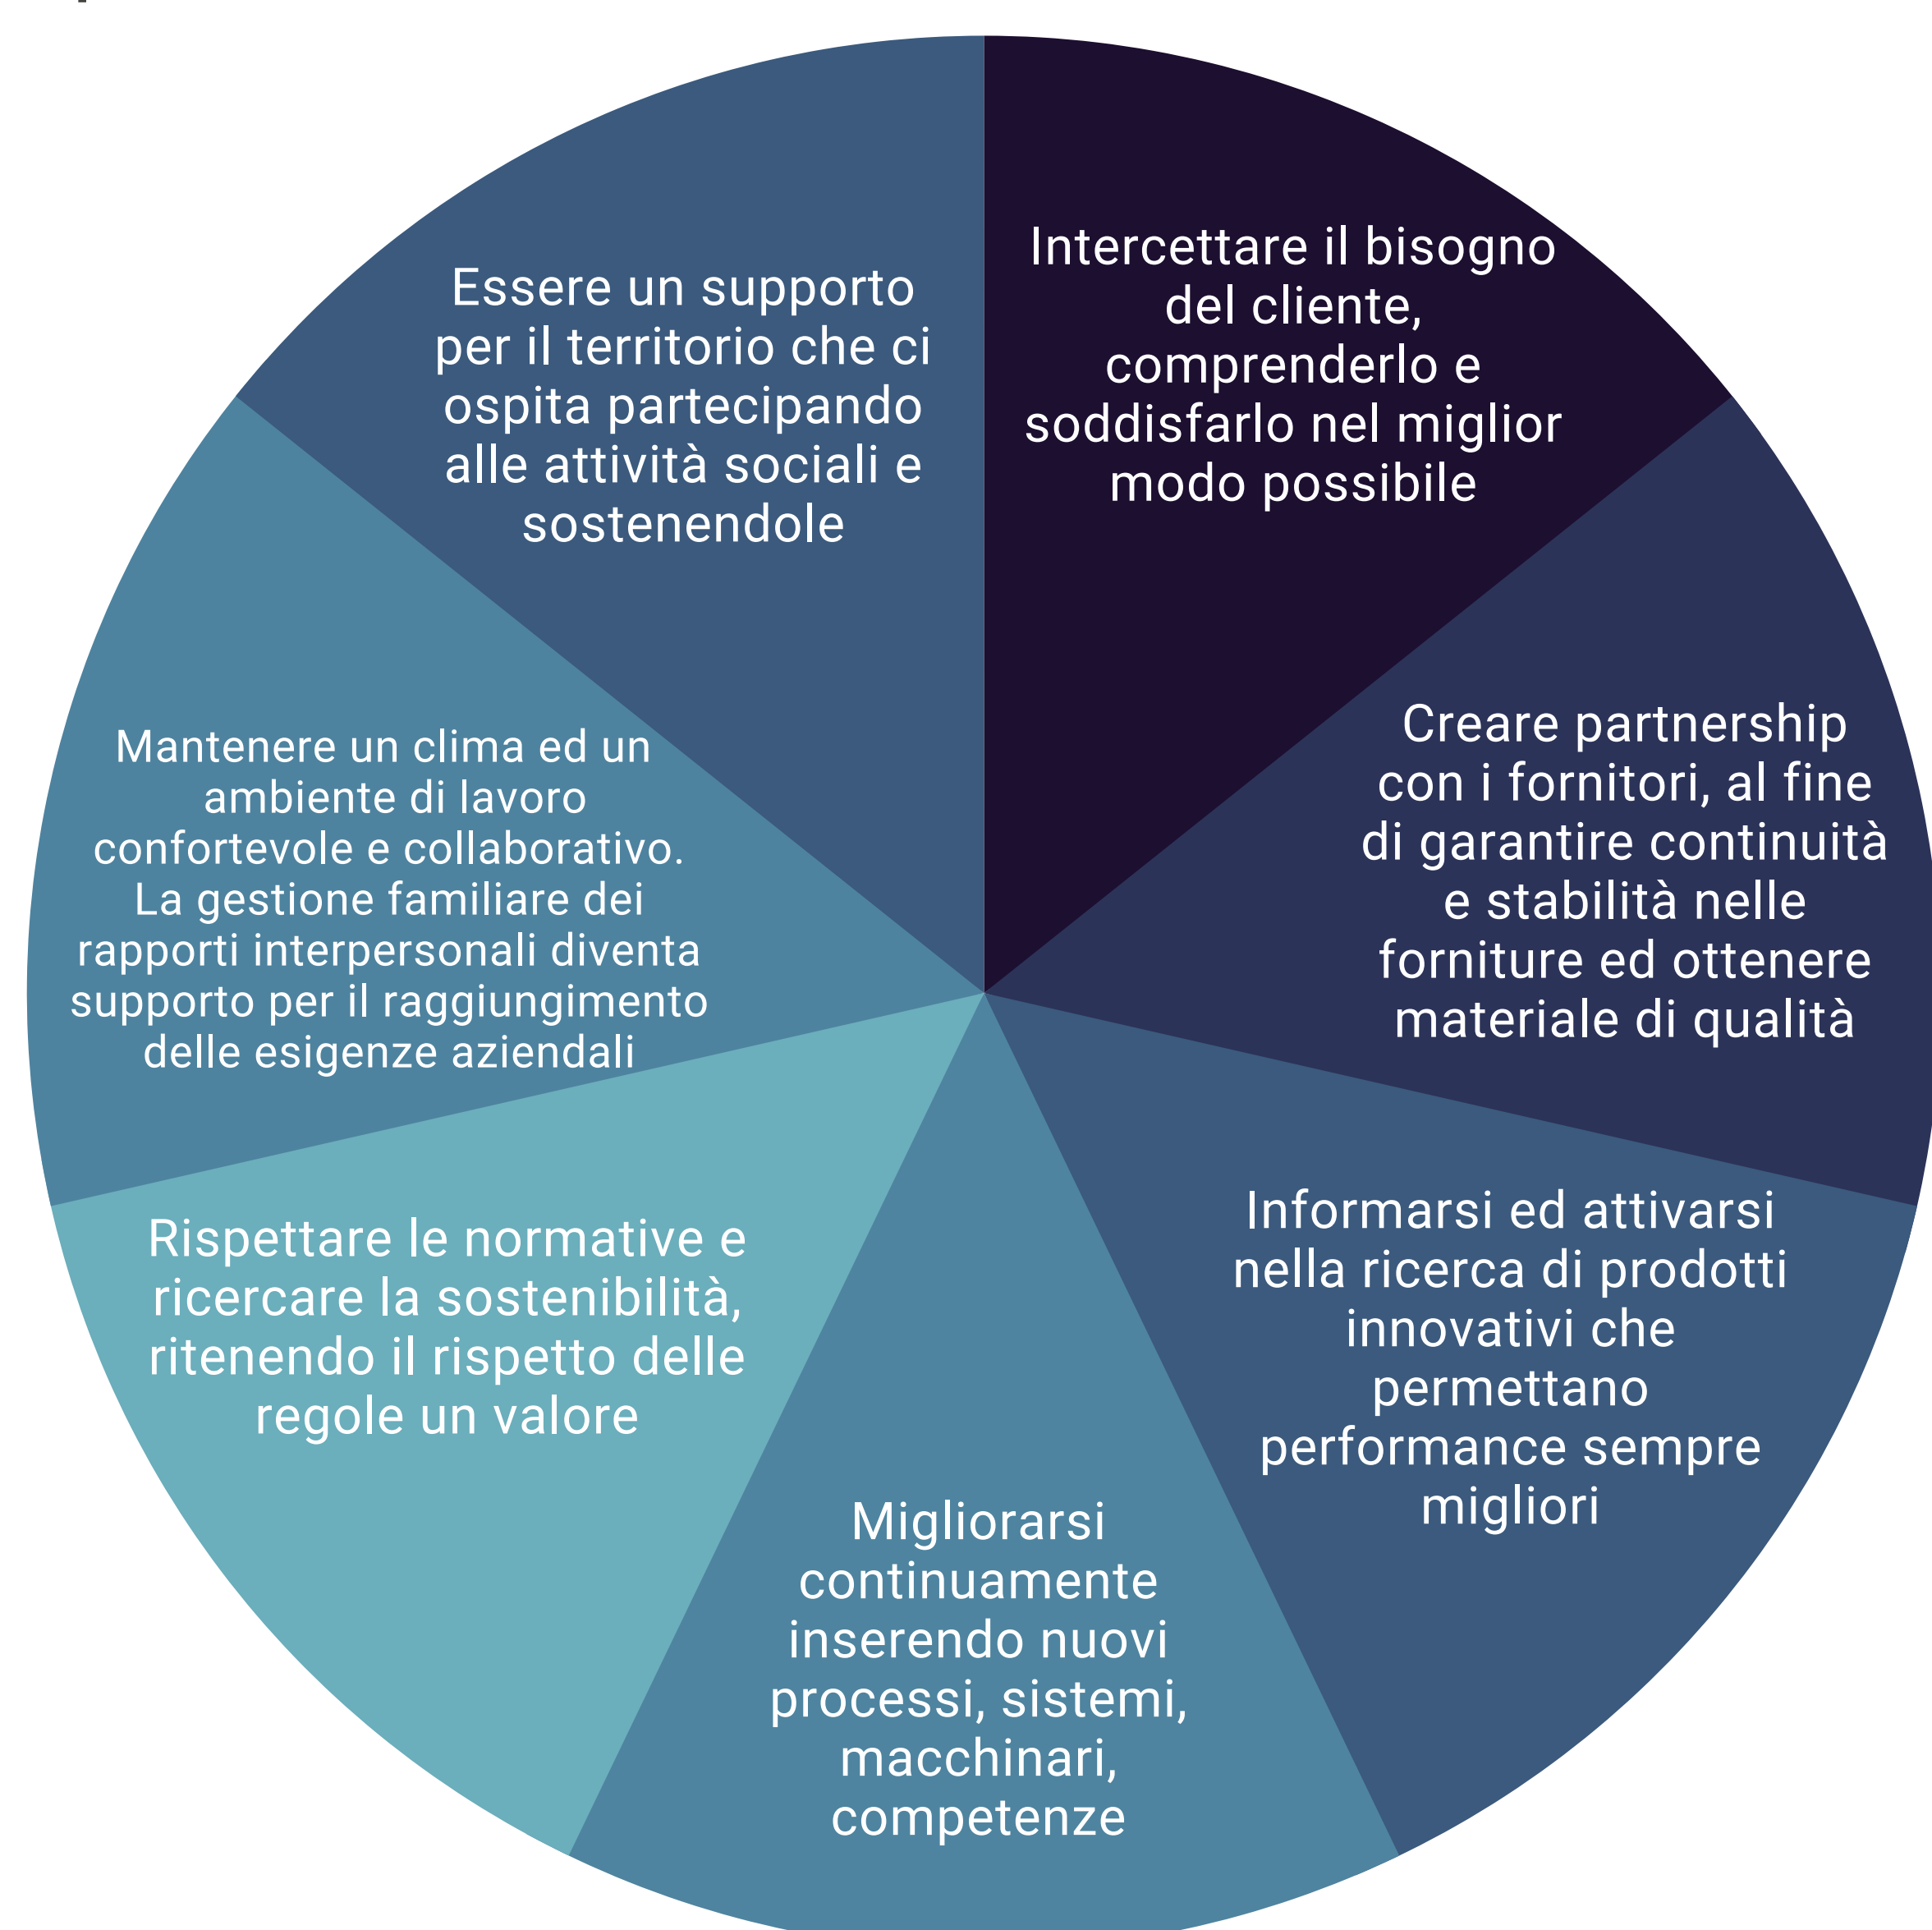 Intercettare il bisogno
del cliente,
comprenderlo e
soddisfarlo nel miglior
modo possibile
Creare partnership
con i fornitori, al fine
di garantire continuità
e stabilità nelle
forniture ed ottenere
materiale di qualità
Informarsi ed attivarsi
nella ricerca di prodotti
innovativi che
permettano
performance sempre
migliori
Migliorarsi
continuamente
inserendo nuovi
processi, sistemi,
macchinari,
competenze
Rispettare le normative e
ricercare la sostenibilità,
ritenendo il rispetto delle
regole un valore
Mantenere un clima ed un
ambiente di lavoro
confortevole e collaborativo.
La gestione familiare dei
rapporti interpersonali diventa
supporto per il raggiungimento
delle esigenze aziendali
Essere un supporto
per il territorio che ci
ospita partecipando
alle attività sociali e
sostenendole